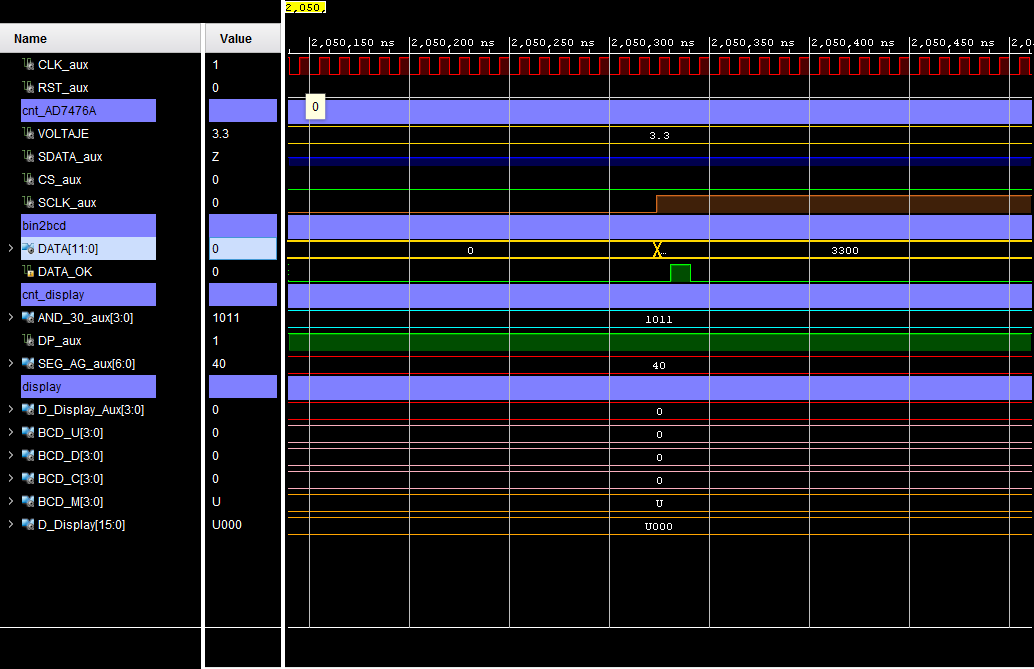 2,050,
Name Value
2,050,150 ns 2,050,200 ns 2,050,250 ns 2,050,300 ns 2,050,350 ns 2,050,400 ns 2,050,450 ns 2,0
CLK_aux 1
RST_aux 0
cnt_AD7476A 0
VOLTAJE 3.3 3.3
SDATA_aux Z
CS_aux 0
SCLK_aux 0
bin2bcd
DATA[11:0] 0 0 ... 3300
DATA_OK 0
cnt_display
AND_30_aux[3:0] 1011 1011
DP_aux 1
SEG_AG_aux[6:0] 40 40
display
D_Display_Aux[3:0] 0 0
BCD_U[3:0] 0 0
BCD_D[3:0] 0 0
BCD_C[3:0] 0 0
BCD_M[3:0] U U
D_Display[15:0] U000 U000